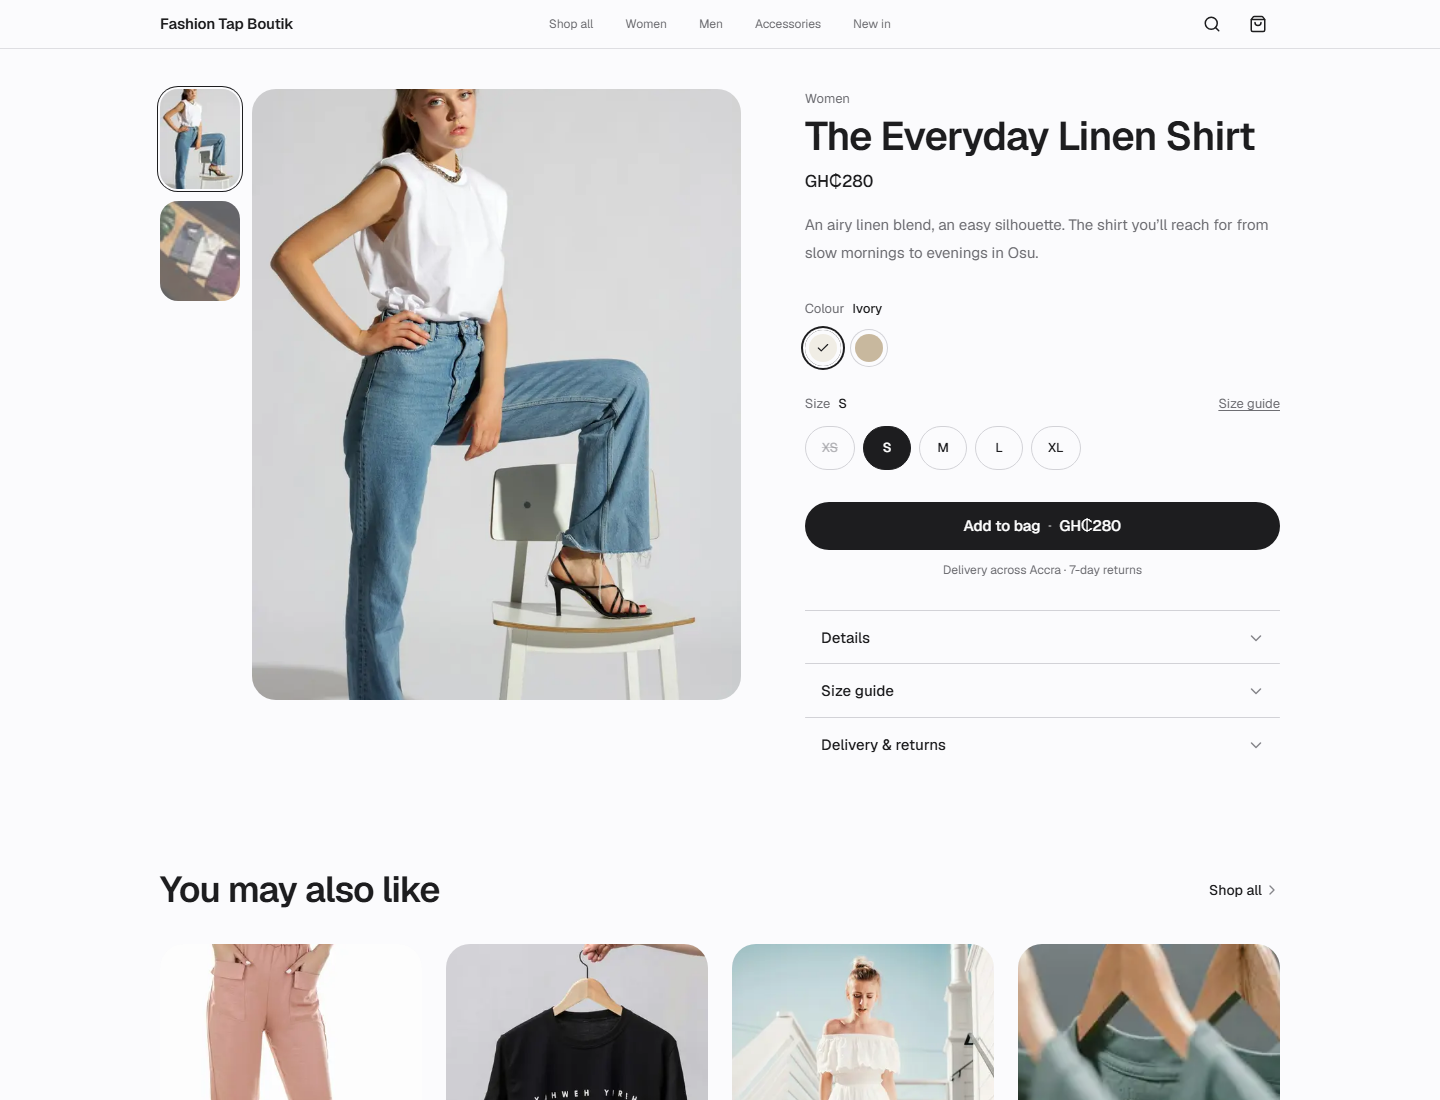 Fashion Tap Boutik
Shop all
Women
Men
Accessories
New in
Women
The Everyday Linen Shirt
GH₵280
An airy linen blend, an easy silhouette. The shirt you’ll reach for from
slow mornings to evenings in Osu.
Colour Ivory
Size S
Size guide
XS
S
M
L
XL
Add to bag · GH₵280
Delivery across Accra · 7-day returns
Details
Size guide
Delivery & returns
You may also like
Shop all